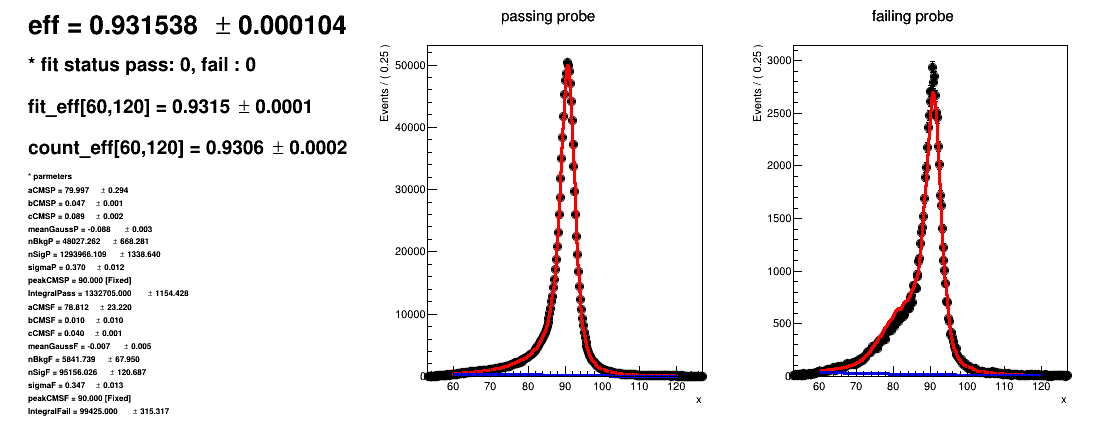 eff = 0.931538 ± 0.000104
* fit status pass: 0, fail : 0
fit_eff[60,120] = 0.9315 ± 0.0001
count_eff[60,120] = 0.9306 ± 0.0002
* parmeters
aCMSP = 79.997 ± 0.294
bCMSP = 0.047 ± 0.001
cCMSP = 0.089 ± 0.002
meanGaussP = -0.088 ± 0.003
nBkgP = 48027.262 ± 668.281
nSigP = 1293966.109 ± 1338.640
sigmaP = 0.370 ± 0.012
peakCMSP = 90.000 [Fixed]
IntegralPass = 1332705.000 ± 1154.428
aCMSF = 78.812 ± 23.220
bCMSF = 0.010 ± 0.010
cCMSF = 0.040 ± 0.001
meanGaussF = -0.007 ± 0.005
nBkgF = 5841.739 ± 67.950
nSigF = 95156.026 ± 120.687
sigmaF = 0.347 ± 0.013
peakCMSF = 90.000 [Fixed]
IntegralFail = 99425.000 ± 315.317
passing probe
Events / ( 0.25 )
50000
40000
30000
20000
10000
0
60 70 80 90 100 110 120
x
failing probe
Events / ( 0.25 )
3000
2500
2000
1500
1000
500
0
60 70 80 90 100 110 120
x